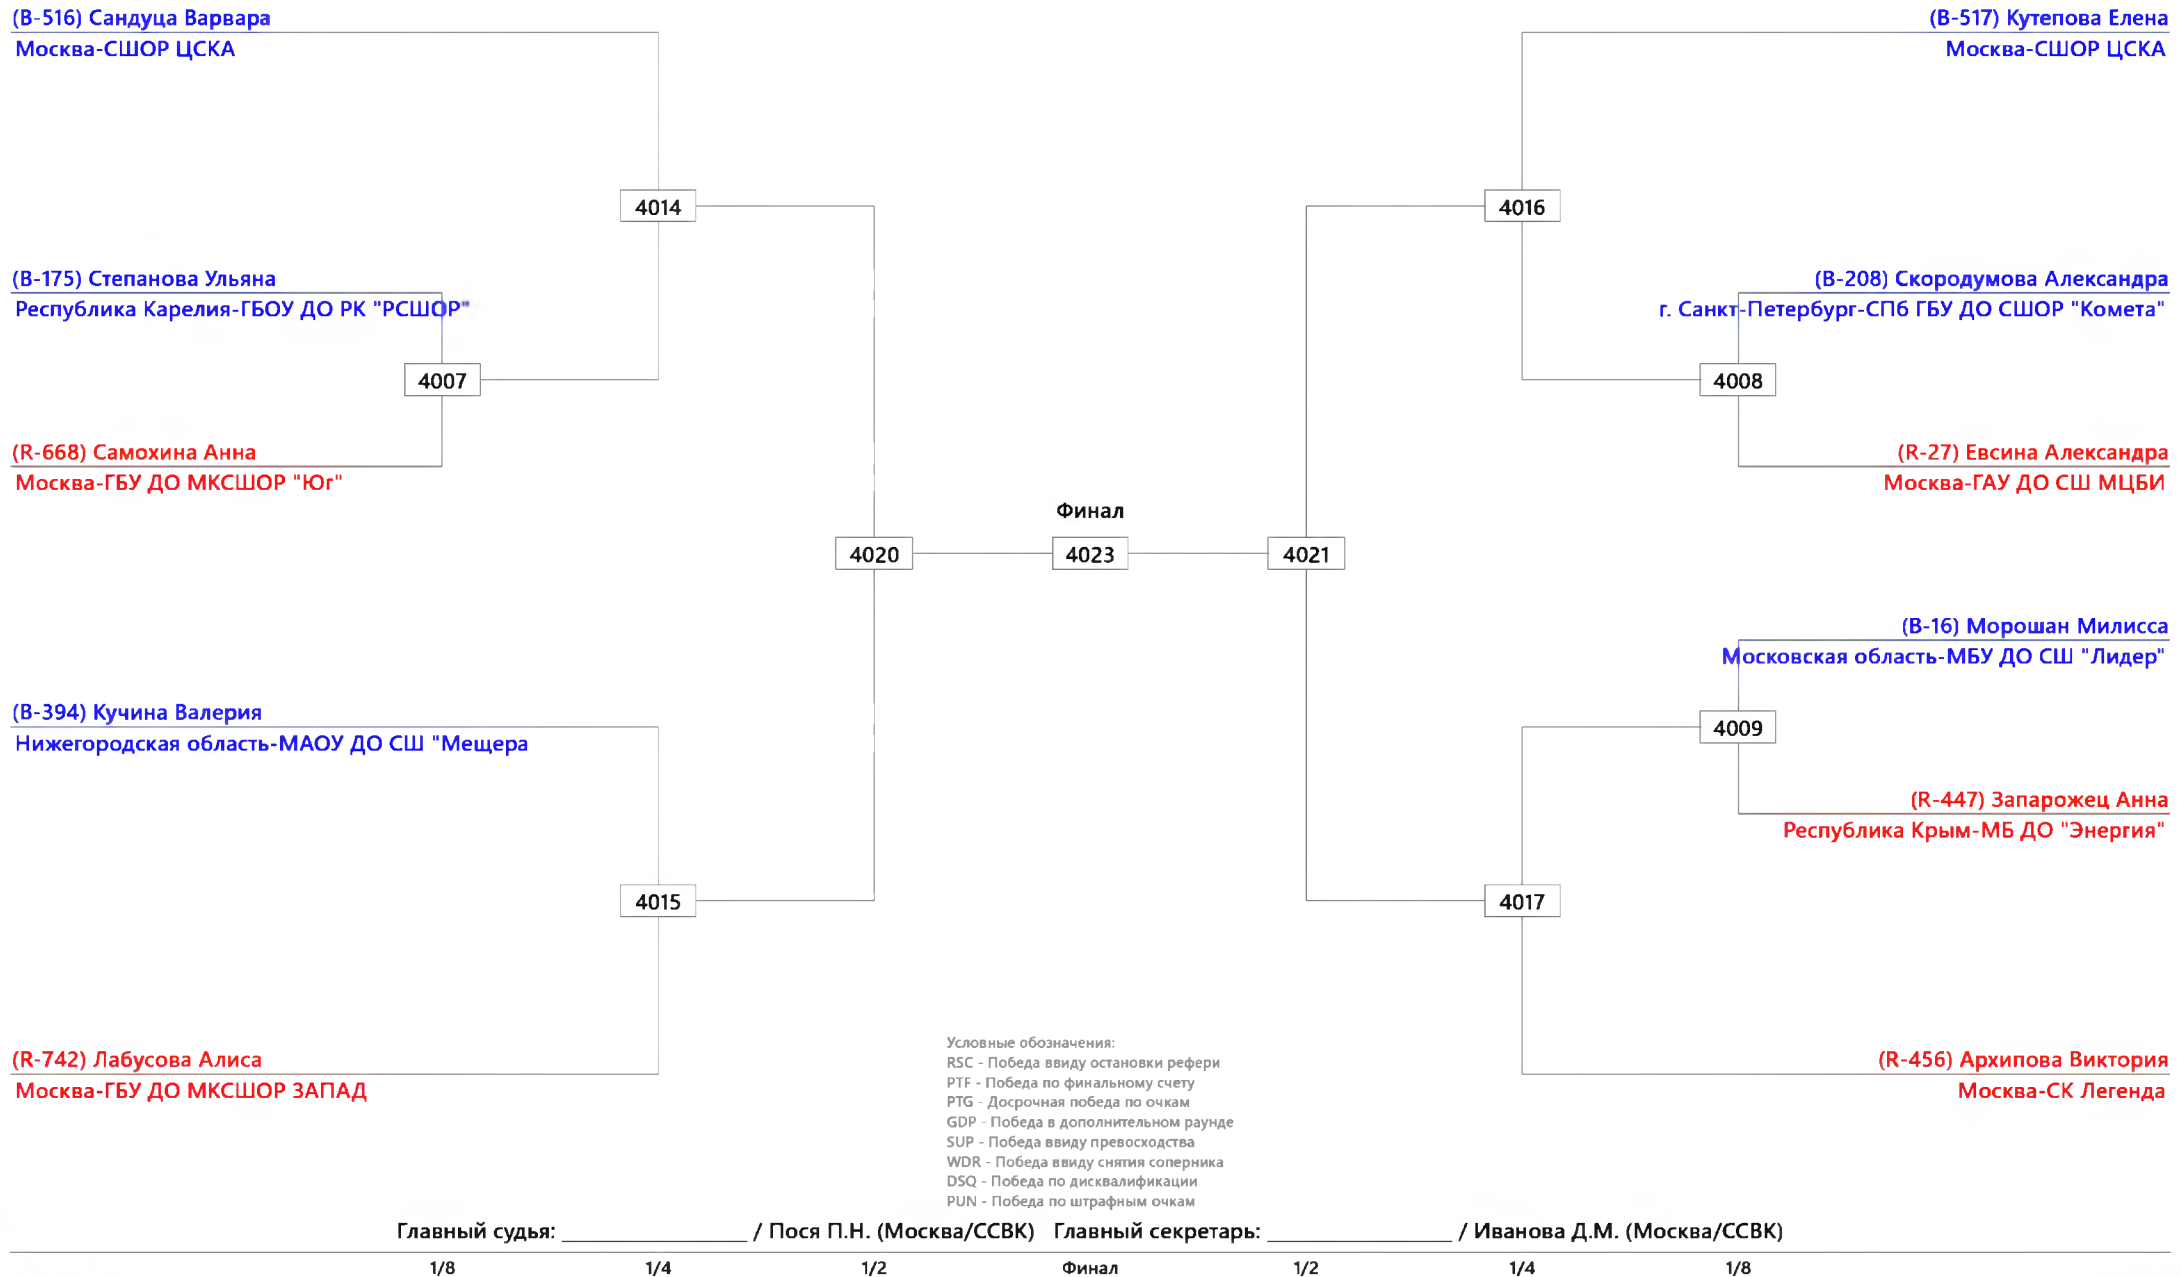 (B-516) Сандуца Варвара
Москва-СШОР ЦСКА
(B-517) Кутепова Елена
Москва-СШОР ЦСКА
4014
4016
(B-175) Степанова Ульяна
Республика Карелия-ГБОУ ДО РК "РСШОР"
(B-208) Скородумова Александра
г. Санкт-Петербург-СПб ГБУ ДО СШОР "Комета"
4007
4008
(R-668) Самохина Анна
Москва-ГБУ ДО МКСШОР "Юг"
(R-27) Евсина Александра
Москва-ГАУ ДО СШ МЦБИ
Финал
4020
4023
4021
(B-16) Морошан Милисса
Московская область-МБУ ДО СШ "Лидер"
(B-394) Кучина Валерия
Нижегородская область-МАОУ ДО СШ "Мещера
4009
(R-447) Запарожец Анна
Республика Крым-МБ ДО "Энергия"
4015
4017
(R-742) Лабусова Алиса
Москва-ГБУ ДО МКСШОР ЗАПАД
(R-456) Архипова Виктория
Москва-СК Легенда
Условные обозначения:
RSC - Победа ввиду остановки рефери
PTF - Победа по финальному счету
PTG - Досрочная победа по очкам
GDP - Победа в дополнительном раунде
SUP - Победа ввиду превосходства
WDR - Победа ввиду снятия соперника
DSQ - Победа по дисквалификации
PUN - Победа по штрафным очкам
Главный судья: ________________ / Пося П.Н. (Москва/ССВК) Главный секретарь: ________________ / Иванова Д.М. (Москва/ССВК)
1/8 1/4 1/2 Финал 1/2 1/4 1/8